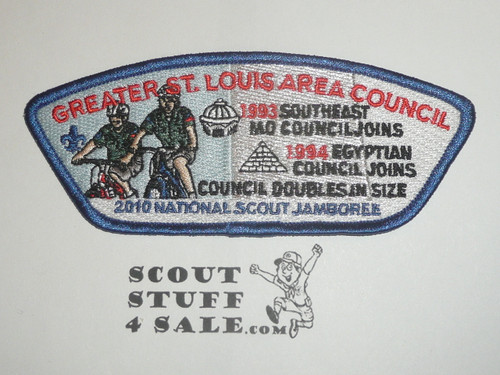 GREATER ST. LOUIS AREA COUNCIL
1993 SOUTHEAST
MO COUNCIL JOINS
1994 EGYPTIAN
COUNCIL JOINS
COUNCIL DOUBLES IN SIZE
2010 NATIONAL SCOUT JAMBOREE
SCOUT
STUFF
4 SALE.COM